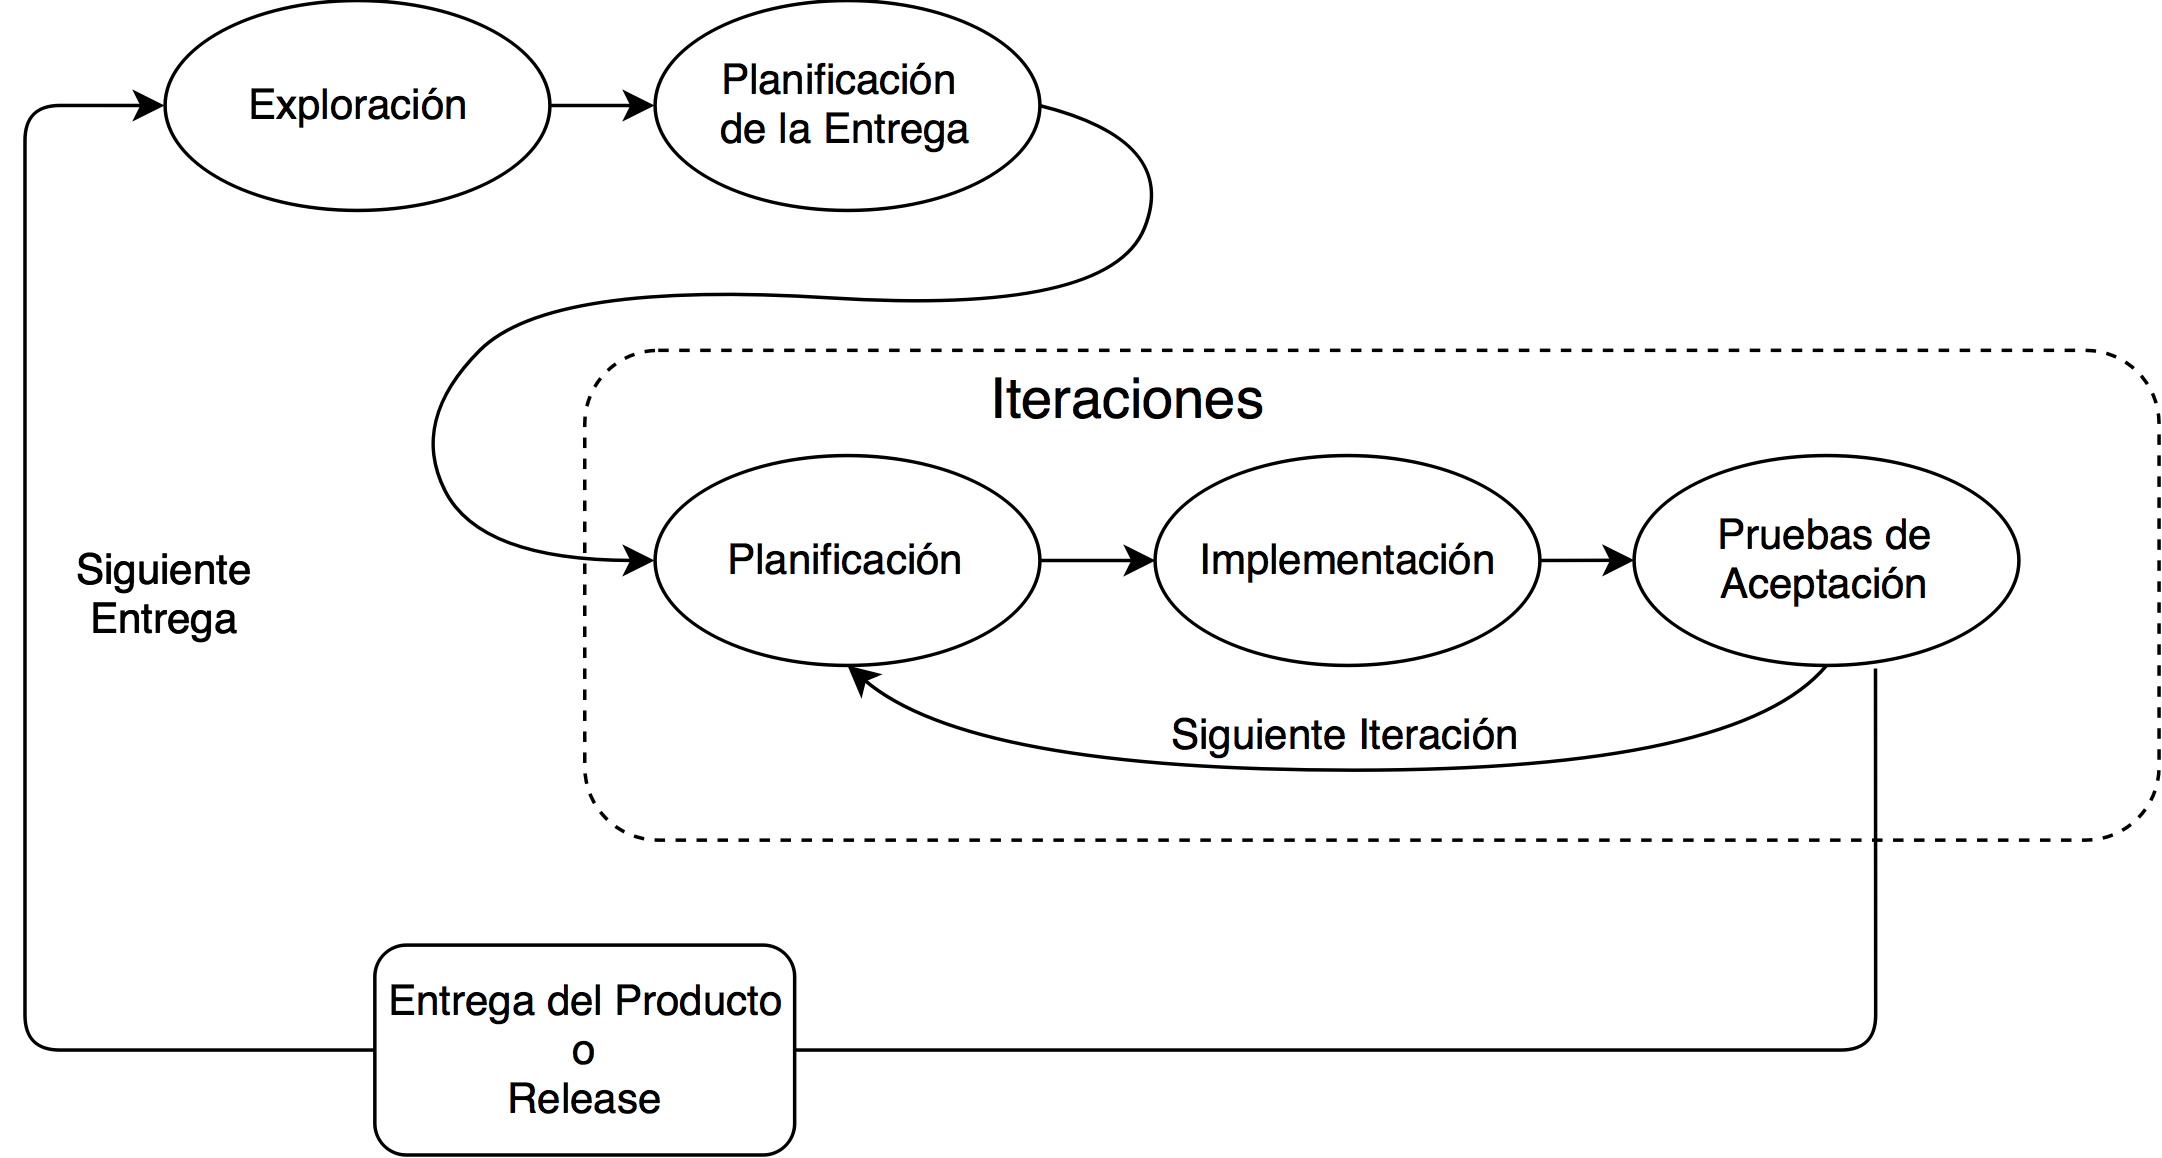 Exploración
Planificación
de la Entrega
Iteraciones
Planificación
Implementación
Pruebas de
Aceptación
Siguiente Iteración
Siguiente
Entrega
Entrega del Producto
o
Release